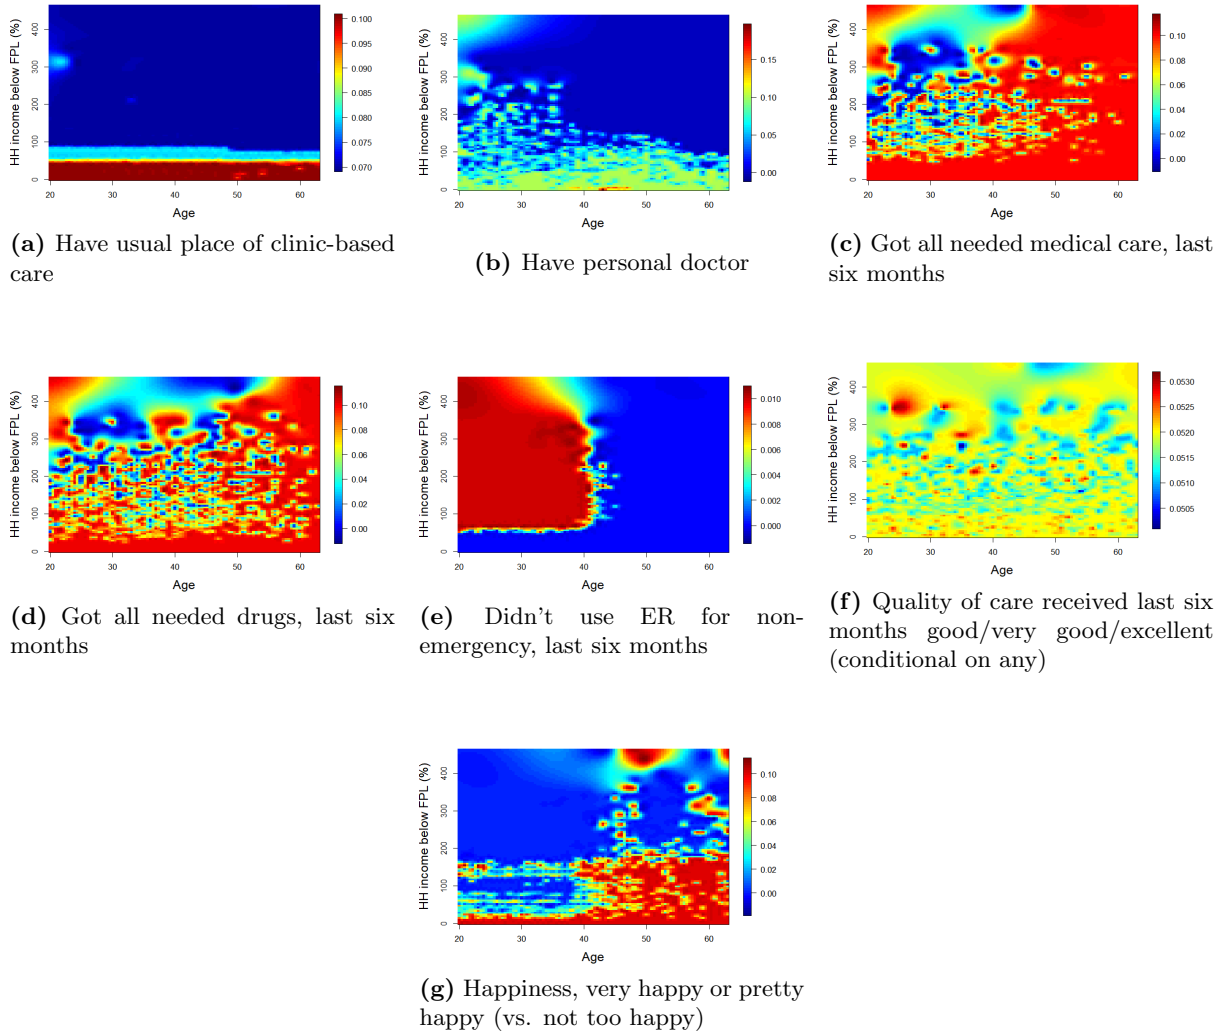 HH income below FPL (%)
400
300
200
100
0
20 30 40 50 60
Age
0.100
0.095
0.090
0.085
0.080
0.075
0.070
(a) Have usual place of clinic-based
care
HH income below FPL (%)
400
300
200
100
0
20 30 40 50 60
Age
0.15
0.10
0.05
0.00
(b) Have personal doctor
HH income below FPL (%)
400
300
200
100
0
20 30 40 50 60
Age
0.10
0.08
0.06
0.04
0.02
0.00
(c) Got all needed medical care, last
six months
HH income below FPL (%)
400
300
200
100
0
20 30 40 50 60
Age
0.10
0.08
0.06
0.04
0.02
0.00
(d) Got all needed drugs, last six
months
HH income below FPL (%)
400
300
200
100
0
20 30 40 50 60
Age
0.010
0.008
0.006
0.004
0.002
0.000
(e) Didn't use ER for non-
emergency, last six months
HH income below FPL (%)
400
300
200
100
0
20 30 40 50 60
Age
0.0530
0.0525
0.0520
0.0515
0.0510
0.0505
(f) Quality of care received last six
months good/very good/excellent
(conditional on any)
HH income below FPL (%)
400
300
200
100
0
20 30 40 50 60
Age
0.10
0.08
0.06
0.04
0.02
0.00
(g) Happiness, very happy or pretty
happy (vs. not too happy)